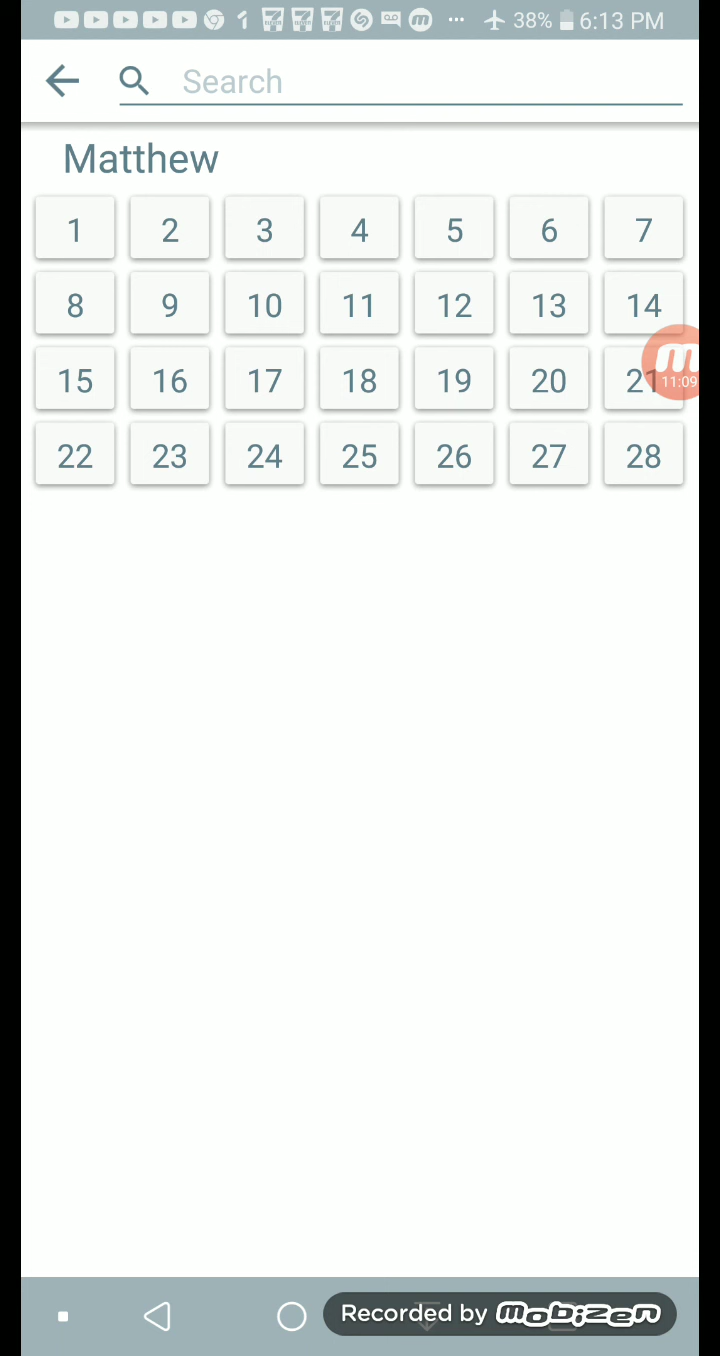 38% 6:13 PM
Search
Matthew
1 2 3 4 5 6 7
8 9 10 11 12 13 14
15 16 17 18 19 20 21
11:09
22 23 24 25 26 27 28
Recorded by mobizen